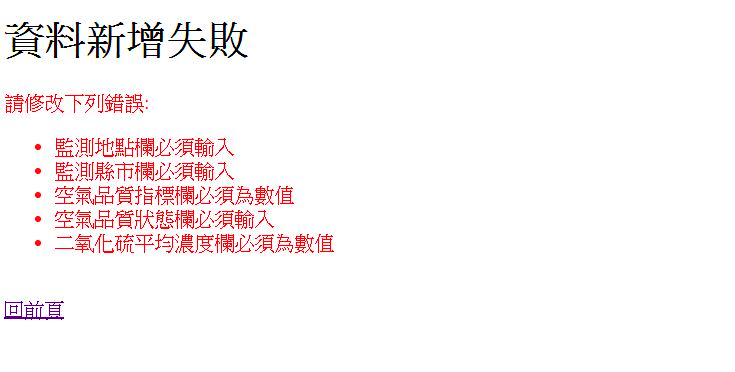 資料新增失敗
請修改下列錯誤:
監測地點欄必須輸入
監測縣市欄必須輸入
空氣品質指標欄必須為數值
空氣品質狀態欄必須輸入
二氧化硫平均濃度欄必須為數值
回前頁